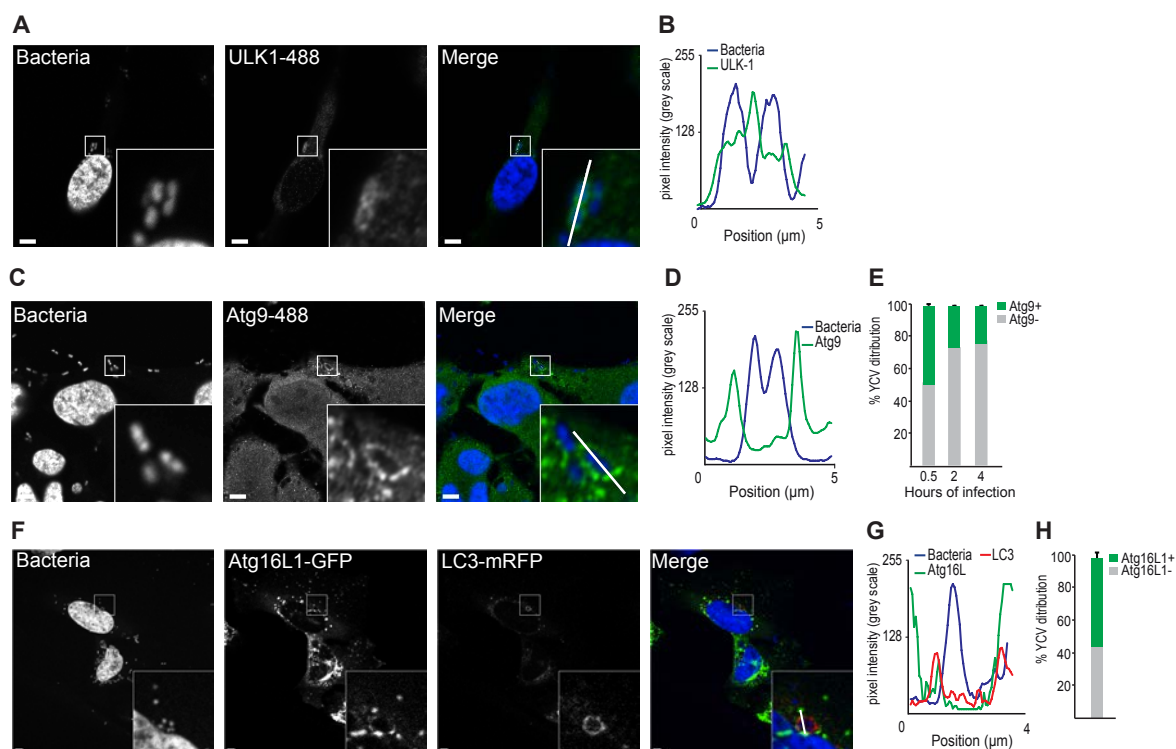 A
Bacteria
ULK1-488
Merge
B
255
Bacteria
ULK-1
128
pixel intensity (grey scale)
0
5
Position (µm)
C
Bacteria
Atg9-488
Merge
D
255
Bacteria
Atg9
128
pixel intensity (grey scale)
0
5
Position (µm)
E
100
80
60
40
20
% YCV ditribution
Atg9+
Atg9-
0.5 2 4
Hours of infection
F
Bacteria
Atg16L1-GFP
LC3-mRFP
Merge
G
255
Bacteria
LC3
Atg16L
128
pixel intensity (grey scale)
0
4
Position (µm)
H
100
80
60
40
20
% YCV ditribution
Atg16L1+
Atg16L1-